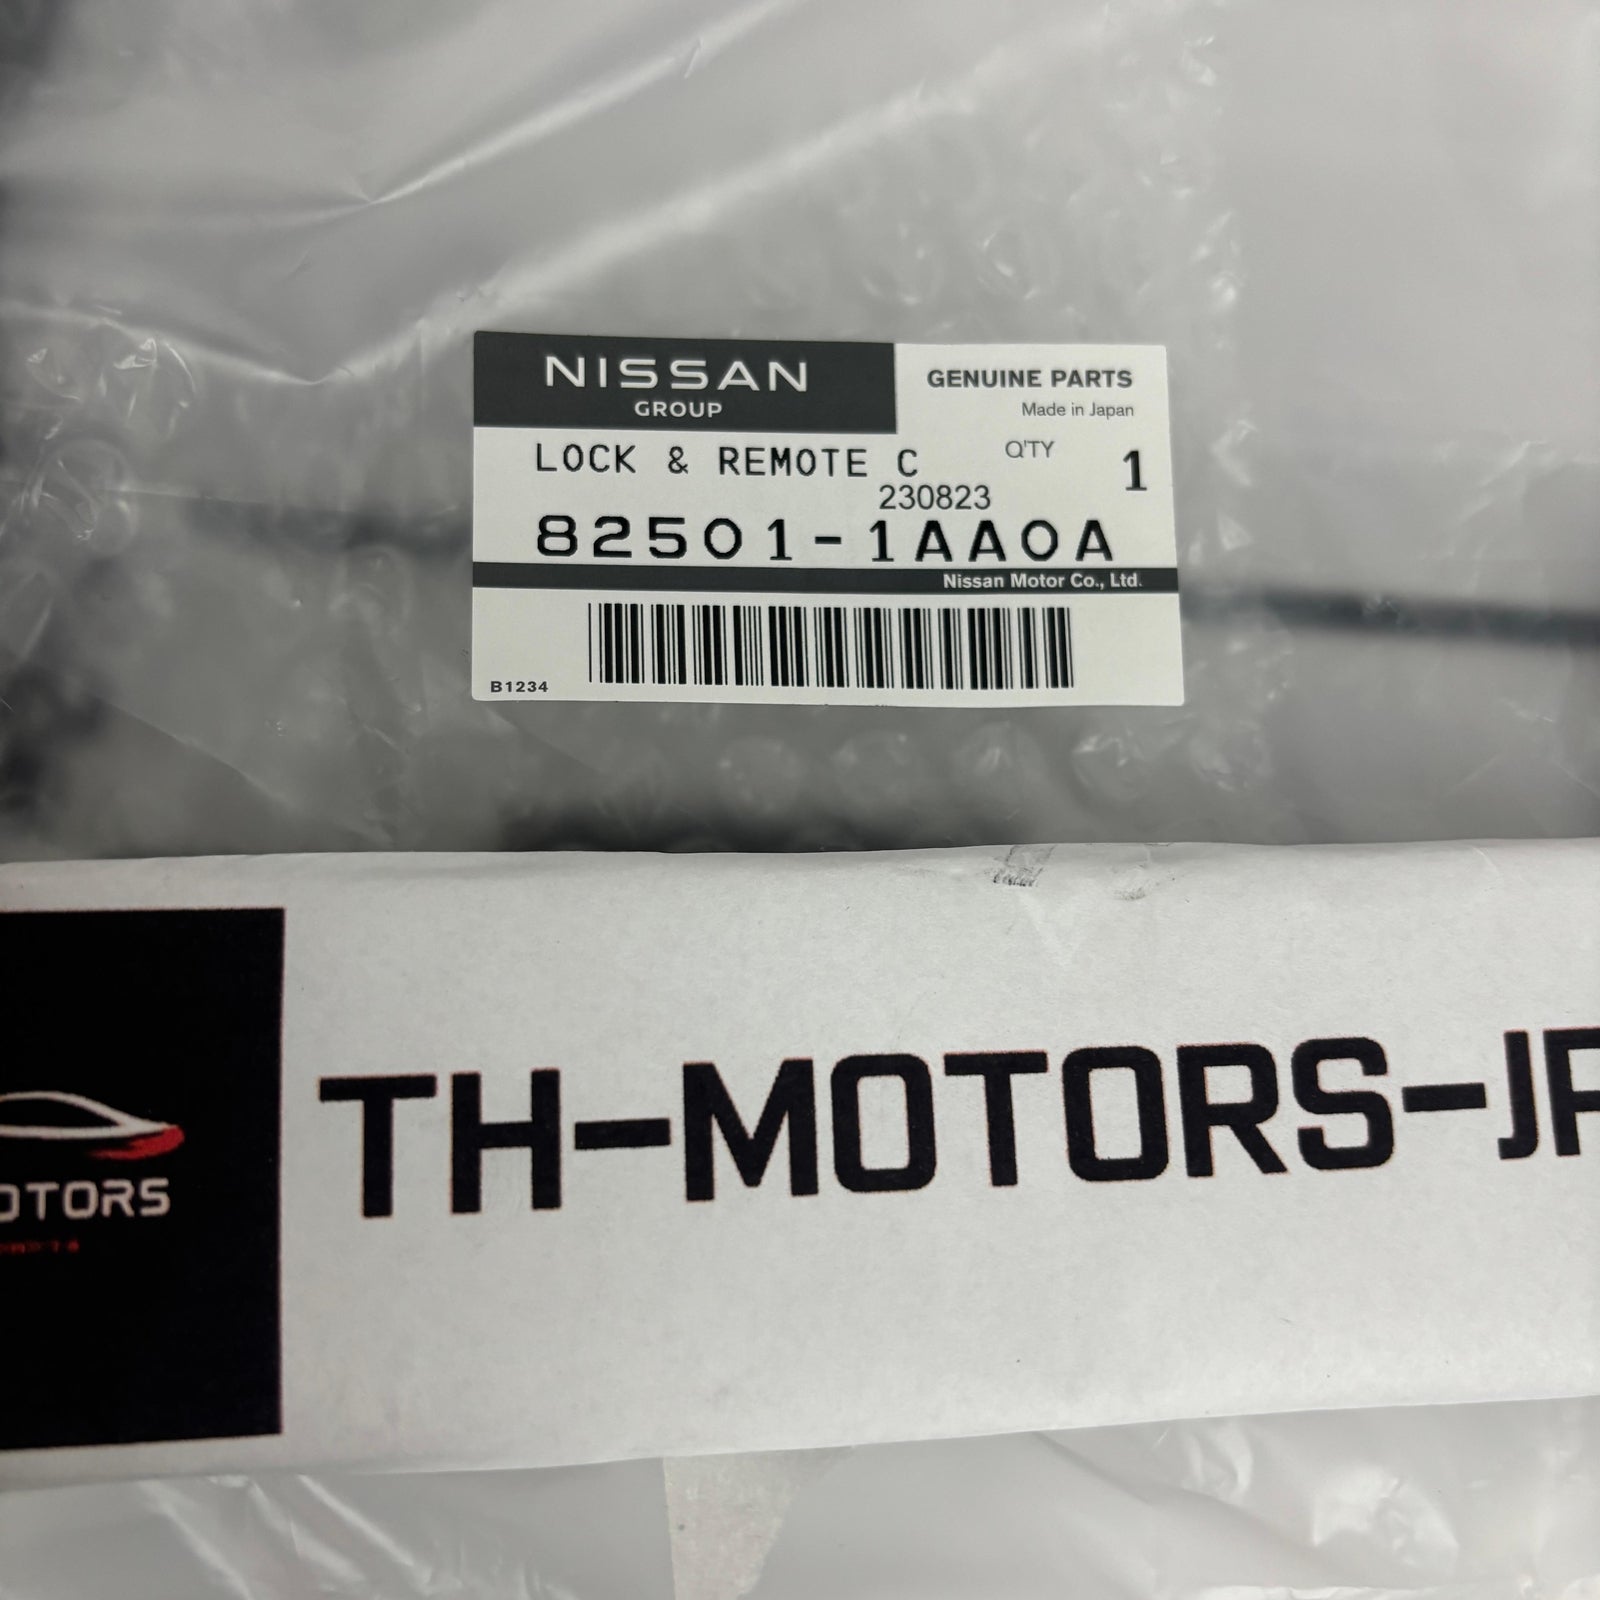 NISSAN
GROUP
GENUINE PARTS
Made in Japan
LOCK & REMOTE C
Q'TY
1
230823
82501-1AA0A
Nissan Motor Co., Ltd.
B1234
TH-MOTORS-JP
OTORS